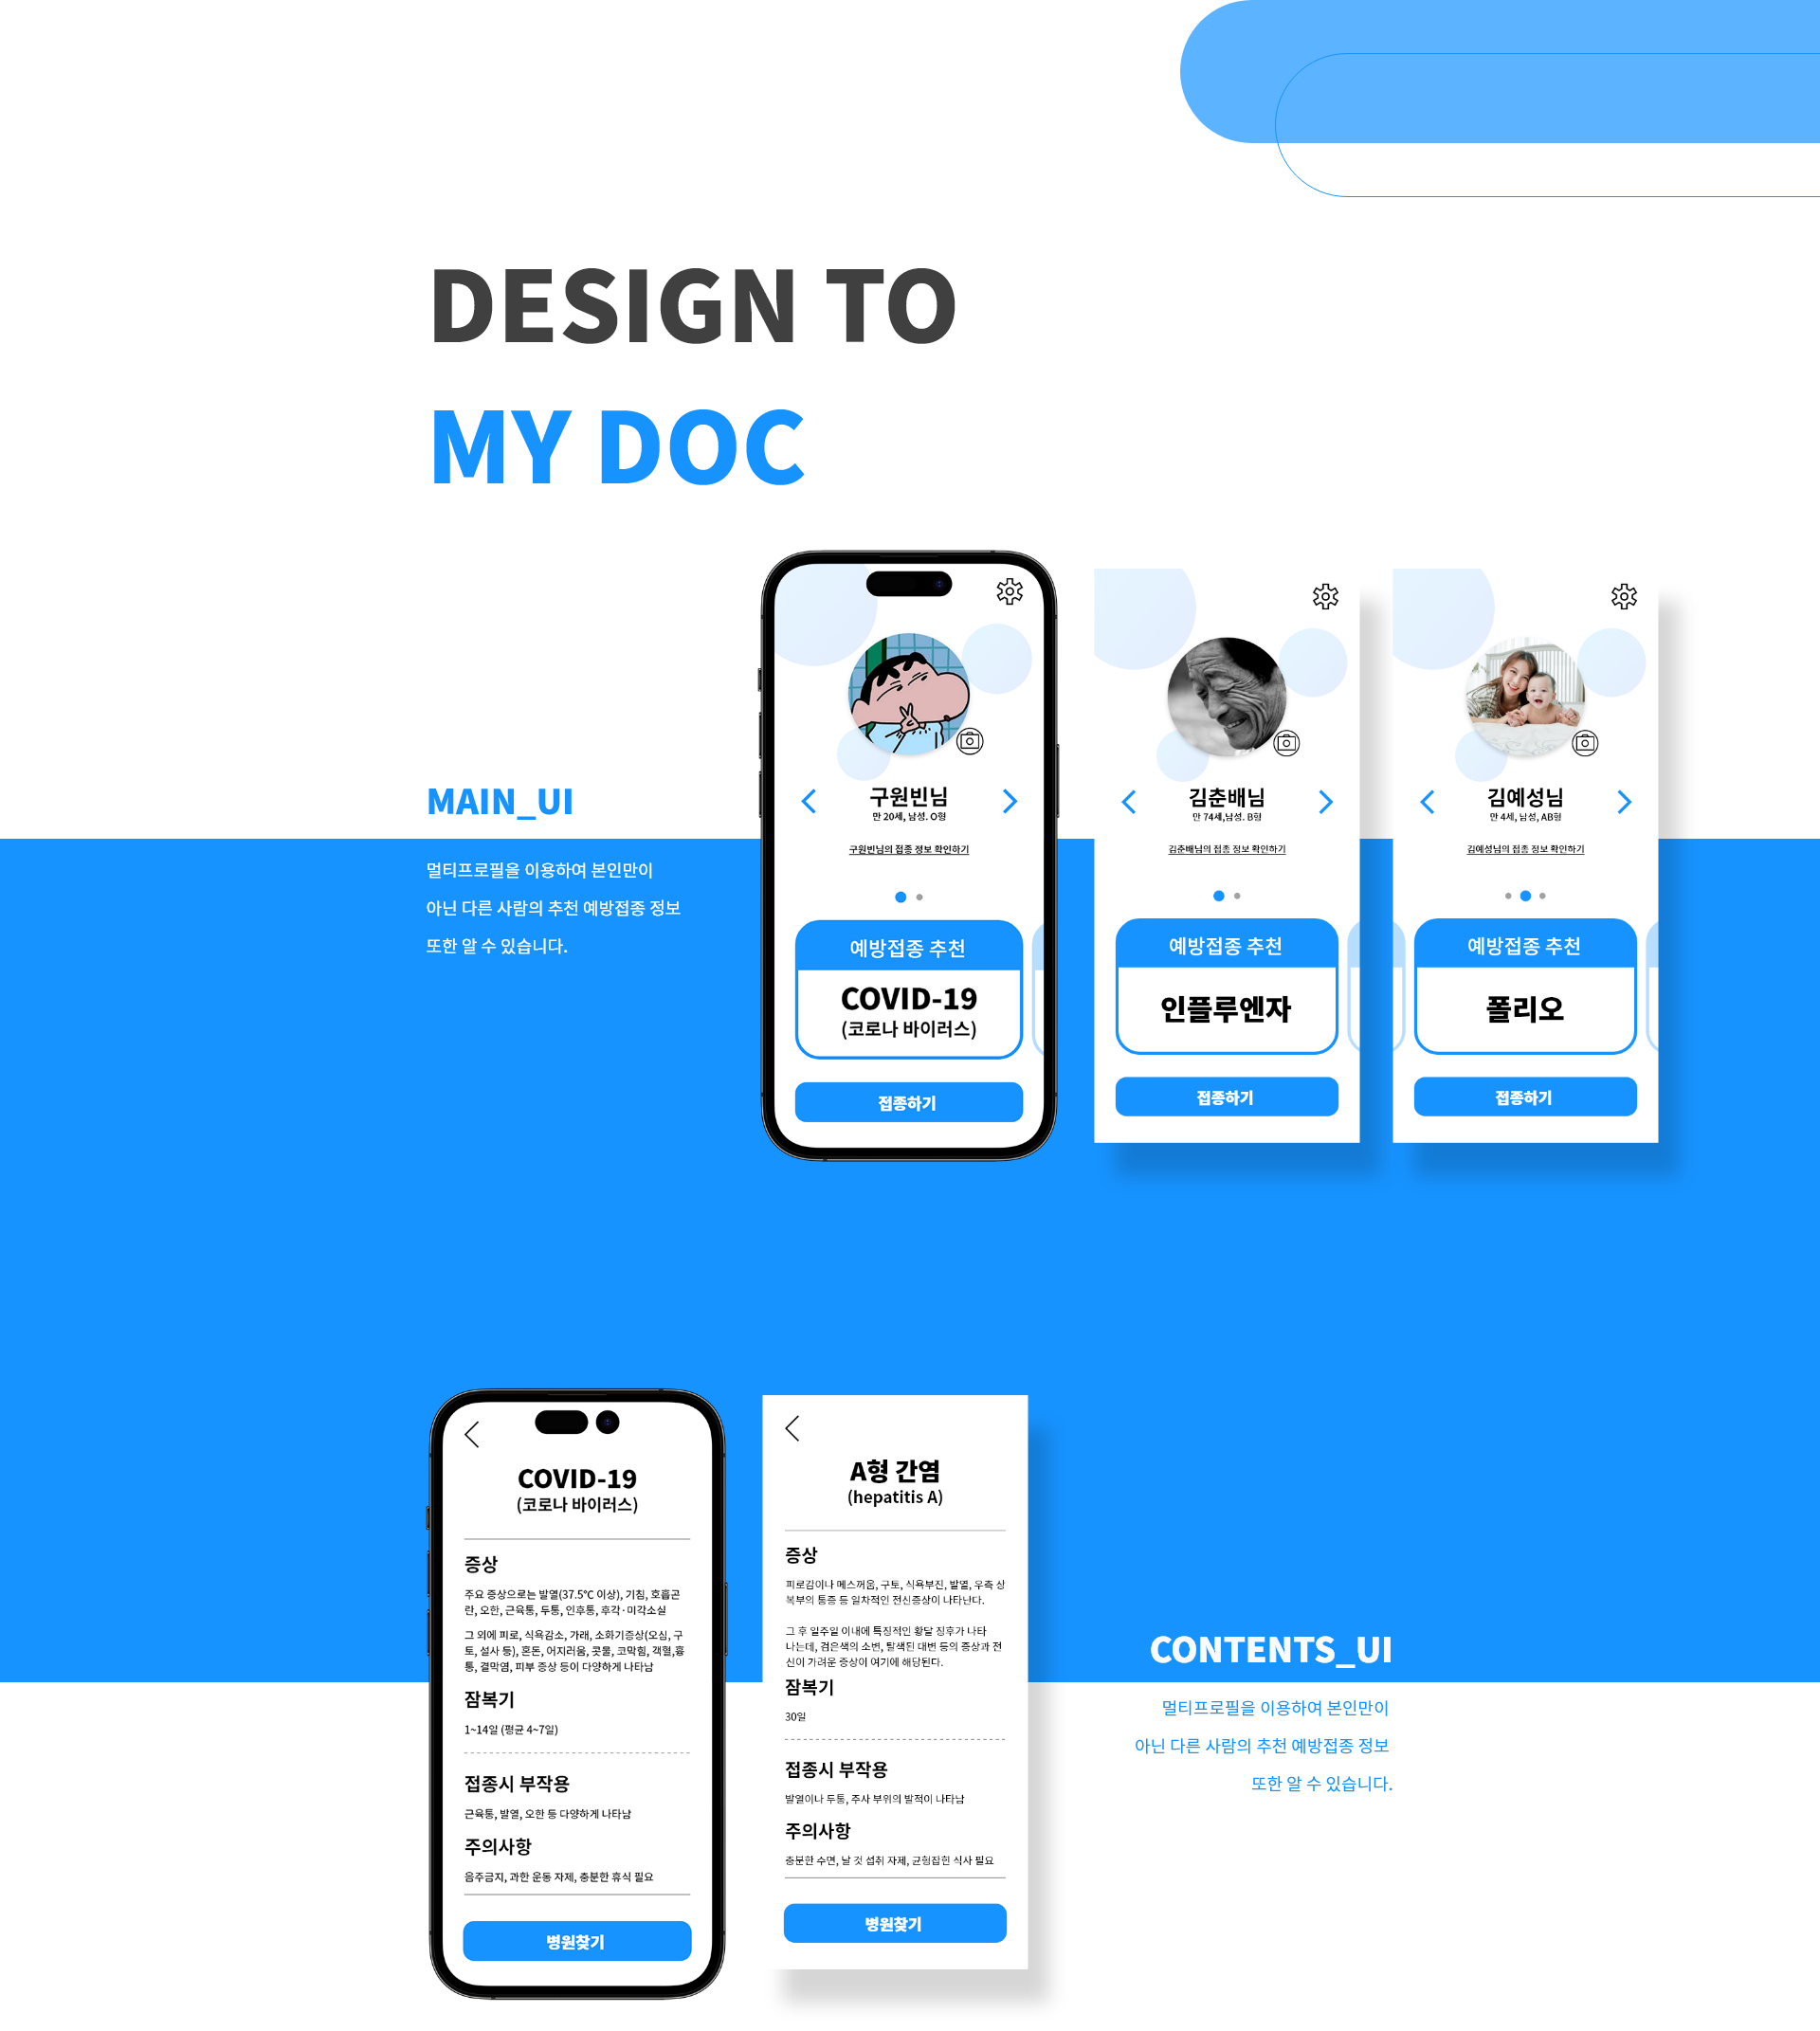 DESIGN TO
MY DOC
MAIN_UI
멀티프로필을 이용하여 본인만이
아닌 다른 사람의 추천 예방접종 정보
또한 알 수 있습니다.
구원빈님
만 20세, 남성. O형
구원빈님의 접종 정보 확인하기
예방접종 추천
COVID-19
(코로나 바이러스)
접종하기
김춘배님
만 74세,남성. B형
김춘배님의 접종 정보 확인하기
예방접종 추천
인플루엔자
접종하기
김예성님
만 4세, 남성, AB형
김예성님의 접종 정보 확인하기
예방접종 추천
폴리오
접종하기
COVID-19
(코로나 바이러스)
증상
주요 증상으로는 발열(37.5℃ 이상), 기침, 호흡곤
란, 오한, 근육통, 두통, 인후통, 후각·미각소실
그 외에 피로, 식욕감소, 가래, 소화기증상(오심, 구
토, 설사 등), 혼돈, 어지러움, 콧물, 코막힘, 객혈,흉
통, 결막염, 피부 증상 등이 다양하게 나타남
잠복기
1~14일 (평균 4~7일)
접종시 부작용
근육통, 발열, 오한 등 다양하게 나타남
주의사항
음주금지, 과한 운동 자제, 충분한 휴식 필요
병원찾기
A형 간염
(hepatitis A)
증상
피로감이나 메스꺼움, 구토, 식욕부진, 발열, 우측 상
복부의 통증 등 일차적인 전신증상이 나타난다.
그 후 일주일 이내에 특징적인 황달 징후가 나타
나는데, 검은색의 소변, 탈색된 대변 등의 증상과 전
신이 가려운 증상이 여기에 해당된다.
잠복기
30일
접종시 부작용
발열이나 두통, 주사 부위의 발적이 나타남
주의사항
충분한 수면, 날 것 섭취 자제, 균형잡힌 식사 필요
병원찾기
CONTENTS_UI
멀티프로필을 이용하여 본인만이
아닌 다른 사람의 추천 예방접종 정보
또한 알 수 있습니다.